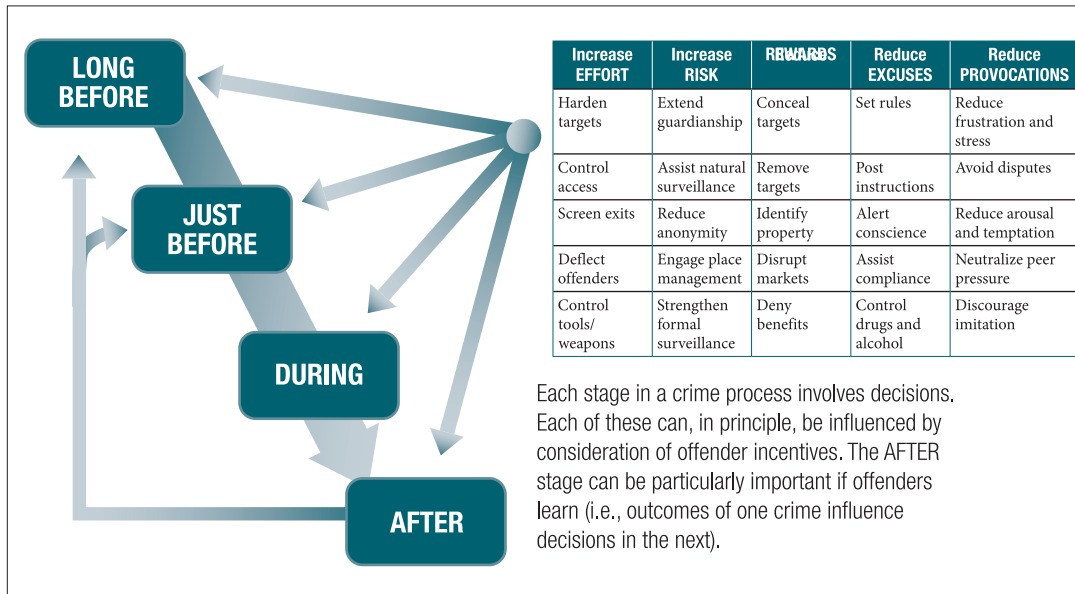 LONG
BEFORE
JUST
BEFORE
DURING
AFTER
Increase
EFFORT
Increase
RISK
REWARDS
Reduce
EXCUSES
Reduce
PROVOCATIONS
Harden
targets
Extend
guardianship
Conceal
targets
Set rules
Reduce
frustration and
stress
Control
access
Assist natural
surveillance
Remove
targets
Post
instructions
Avoid disputes
Screen exits
Reduce
anonymity
Identify
property
Alert
conscience
Reduce arousal
and temptation
Deflect
offenders
Engage place
management
Disrupt
markets
Assist
compliance
Neutralize peer
pressure
Control
tools/
weapons
Strengthen
formal
surveillance
Deny
benefits
Control
drugs and
alcohol
Discourage
imitation
Each stage in a crime process involves decisions.
Each of these can, in principle, be influenced by
consideration of offender incentives. The AFTER
stage can be particularly important if offenders
learn (i.e., outcomes of one crime influence
decisions in the next).